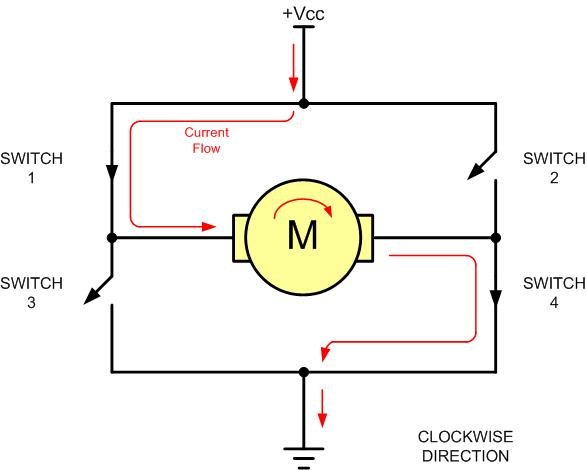 +Vcc
Current
Flow
SWITCH
1
SWITCH
2
M
SWITCH
3
SWITCH
4
CLOCKWISE
DIRECTION